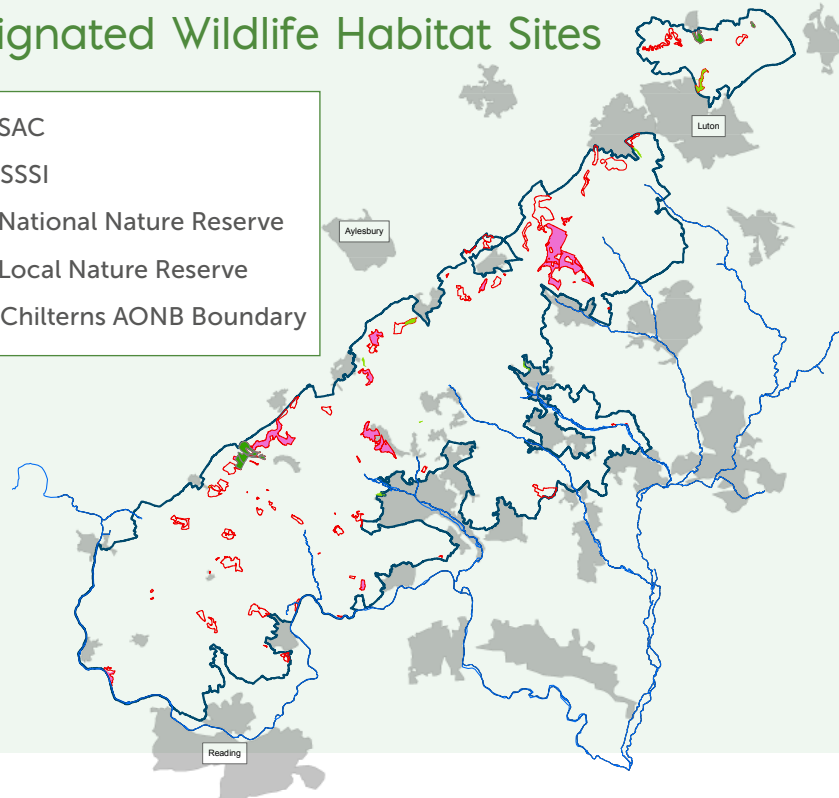 ignated Wildlife Habitat Sites
SAC
SSSI
National Nature Reserve
Local Nature Reserve
Chilterns AONB Boundary
Luton
Aylesbury
Reading